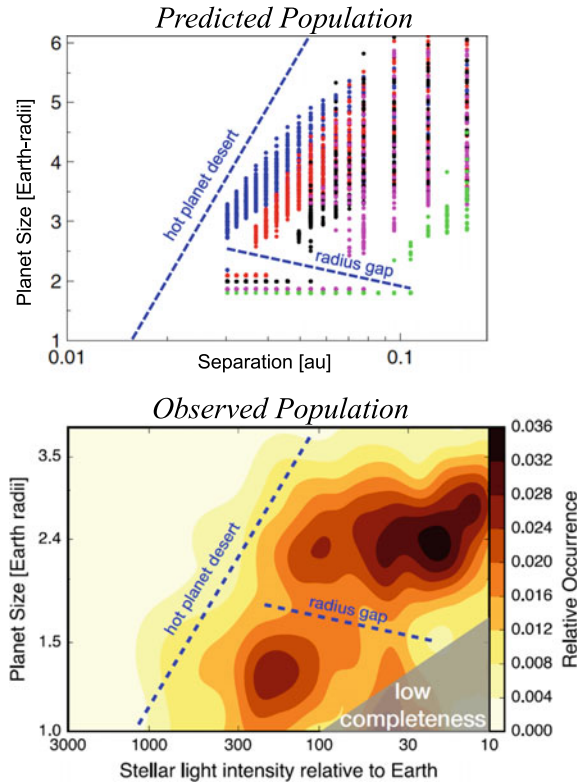 Predicted Population
Planet Size [Earth-radii]
6
5
4
3
2
1
hot planet desert
radius gap
0.01
0.1
Separation [au]
Observed Population
Planet Size [Earth radii]
3.5
2.4
1.5
1.0
hot planet desert
radius gap
low
completeness
3000
1000
300
100
30
10
Stellar light intensity relative to Earth
0.036
0.032
0.028
0.024
0.020
0.016
0.012
0.008
0.004
0.000
Relative Occurrence